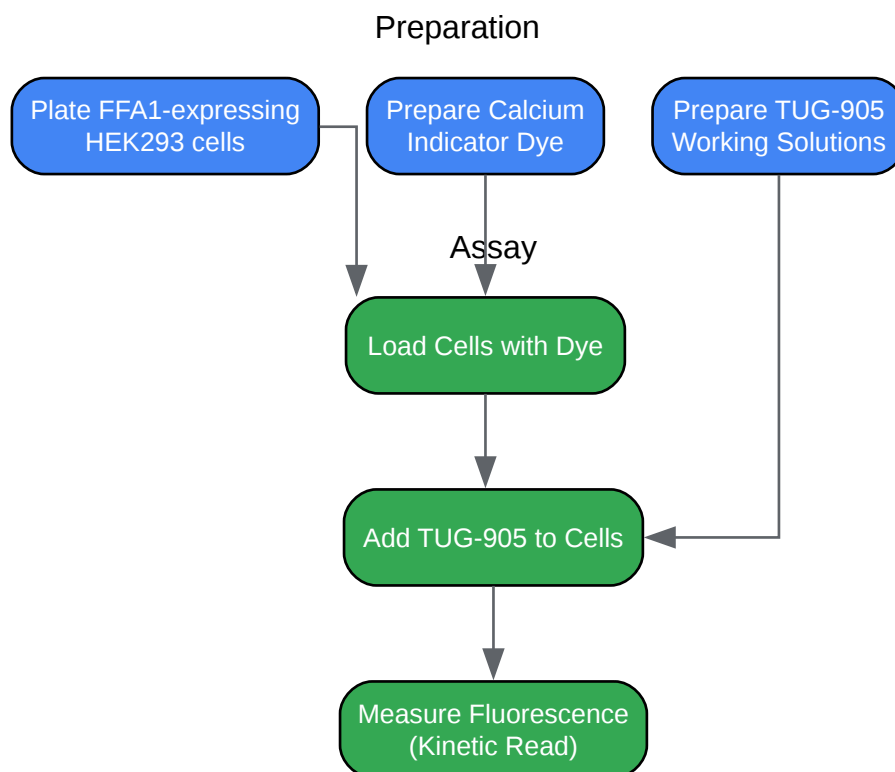 Preparation
Plate FFA1-expressing
HEK293 cells
Prepare Calcium
Indicator Dye
Prepare TUG-905
Working Solutions
Assay
Load Cells with Dye
Add TUG-905 to Cells
Measure Fluorescence
(Kinetic Read)